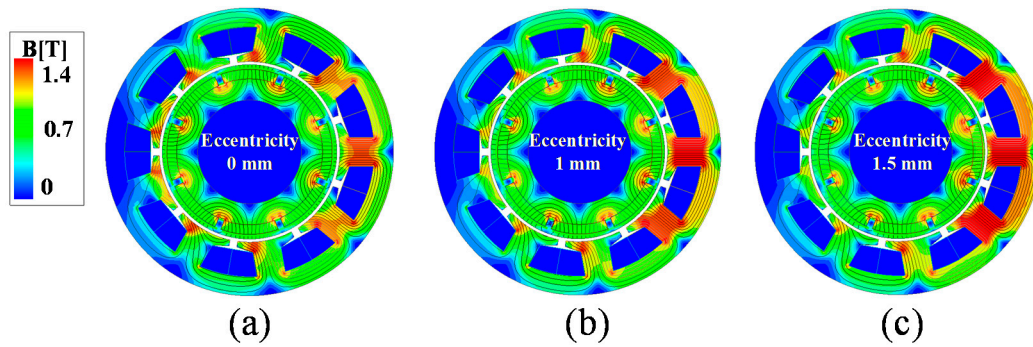 B[T]
1.4
0.7
0
Eccentricity
0 mm
Eccentricity
1 mm
Eccentricity
1.5 mm
(a)
(b)
(c)